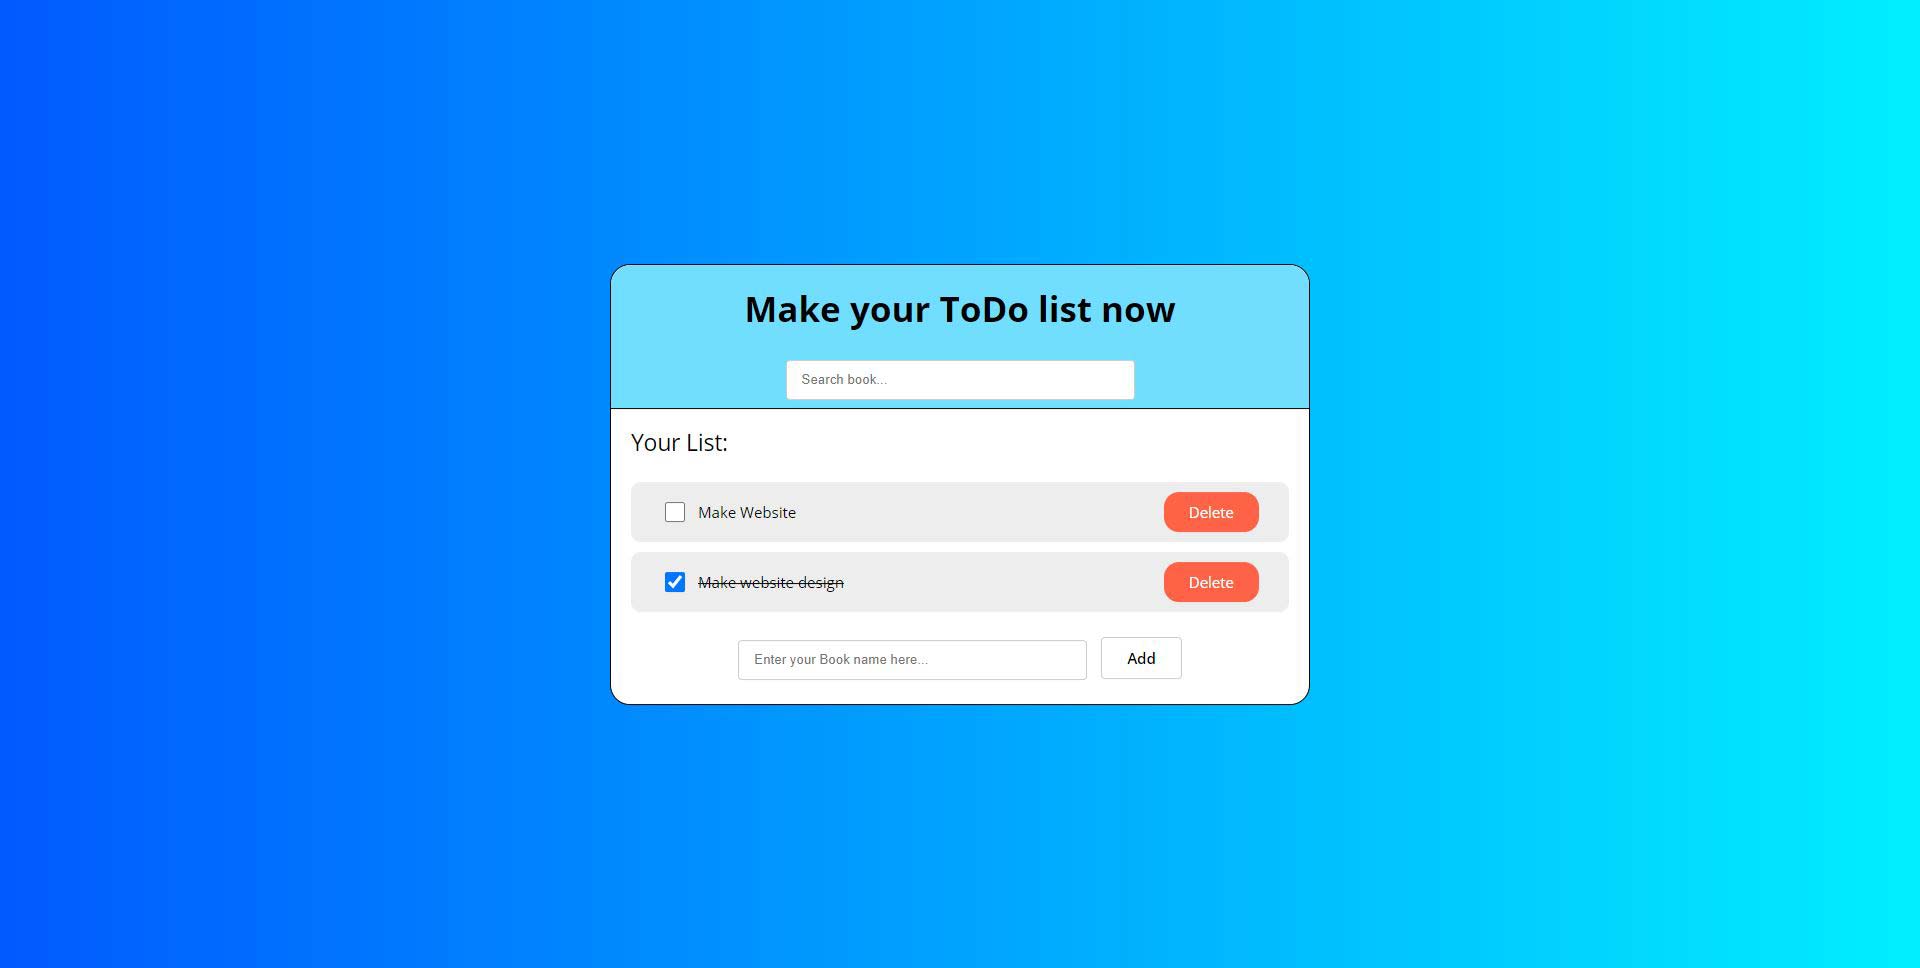 Make your ToDo list now
Search book...
Your List:
Make Website
Delete
Make website design
Delete
Enter your Book name here...
Add